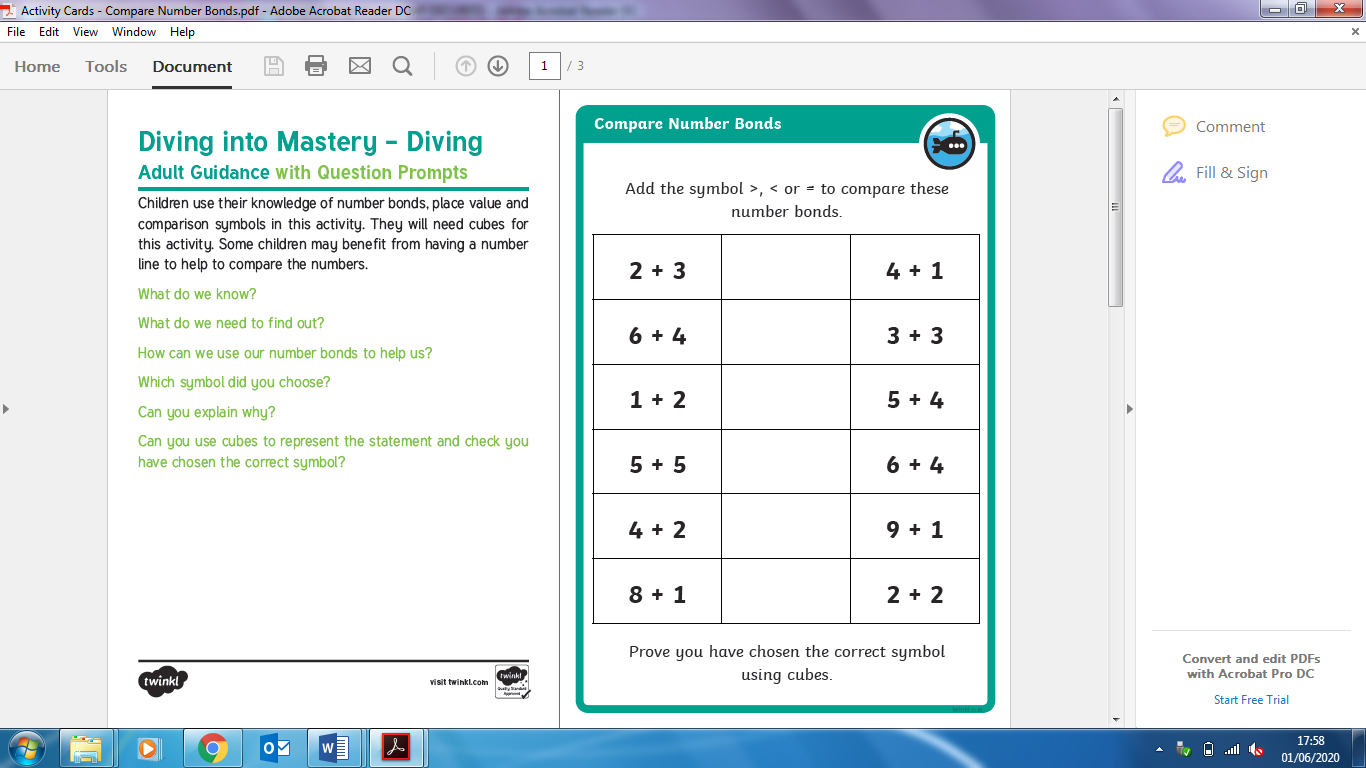 Activity Cards - Compare Number Bonds.pdf - Adobe Acrobat Reader DC
File Edit View Window Help
Home Tools Document 1 / 3
Diving into Mastery – Diving
Adult Guidance with Question Prompts
Children use their knowledge of number bonds, place value and
comparison symbols in this activity. They will need cubes for
this activity. Some children may benefit from having a number
line to help to compare the numbers.
What do we know?
What do we need to find out?
How can we use our number bonds to help us?
Which symbol did you choose?
Can you explain why?
Can you use cubes to represent the statement and check you
have chosen the correct symbol?
twinkl
visit twinkl.com
twinkl
Quality Standard
Approved
Compare Number Bonds
Add the symbol >, < or = to compare these
number bonds.
2 + 3 4 + 1
6 + 4 3 + 3
1 + 2 5 + 4
5 + 5 6 + 4
4 + 2 9 + 1
8 + 1 2 + 2
Prove you have chosen the correct symbol
using cubes.
Comment
Fill & Sign
Convert and edit PDFs
with Acrobat Pro DC
Start Free Trial
17:58
01/06/2020